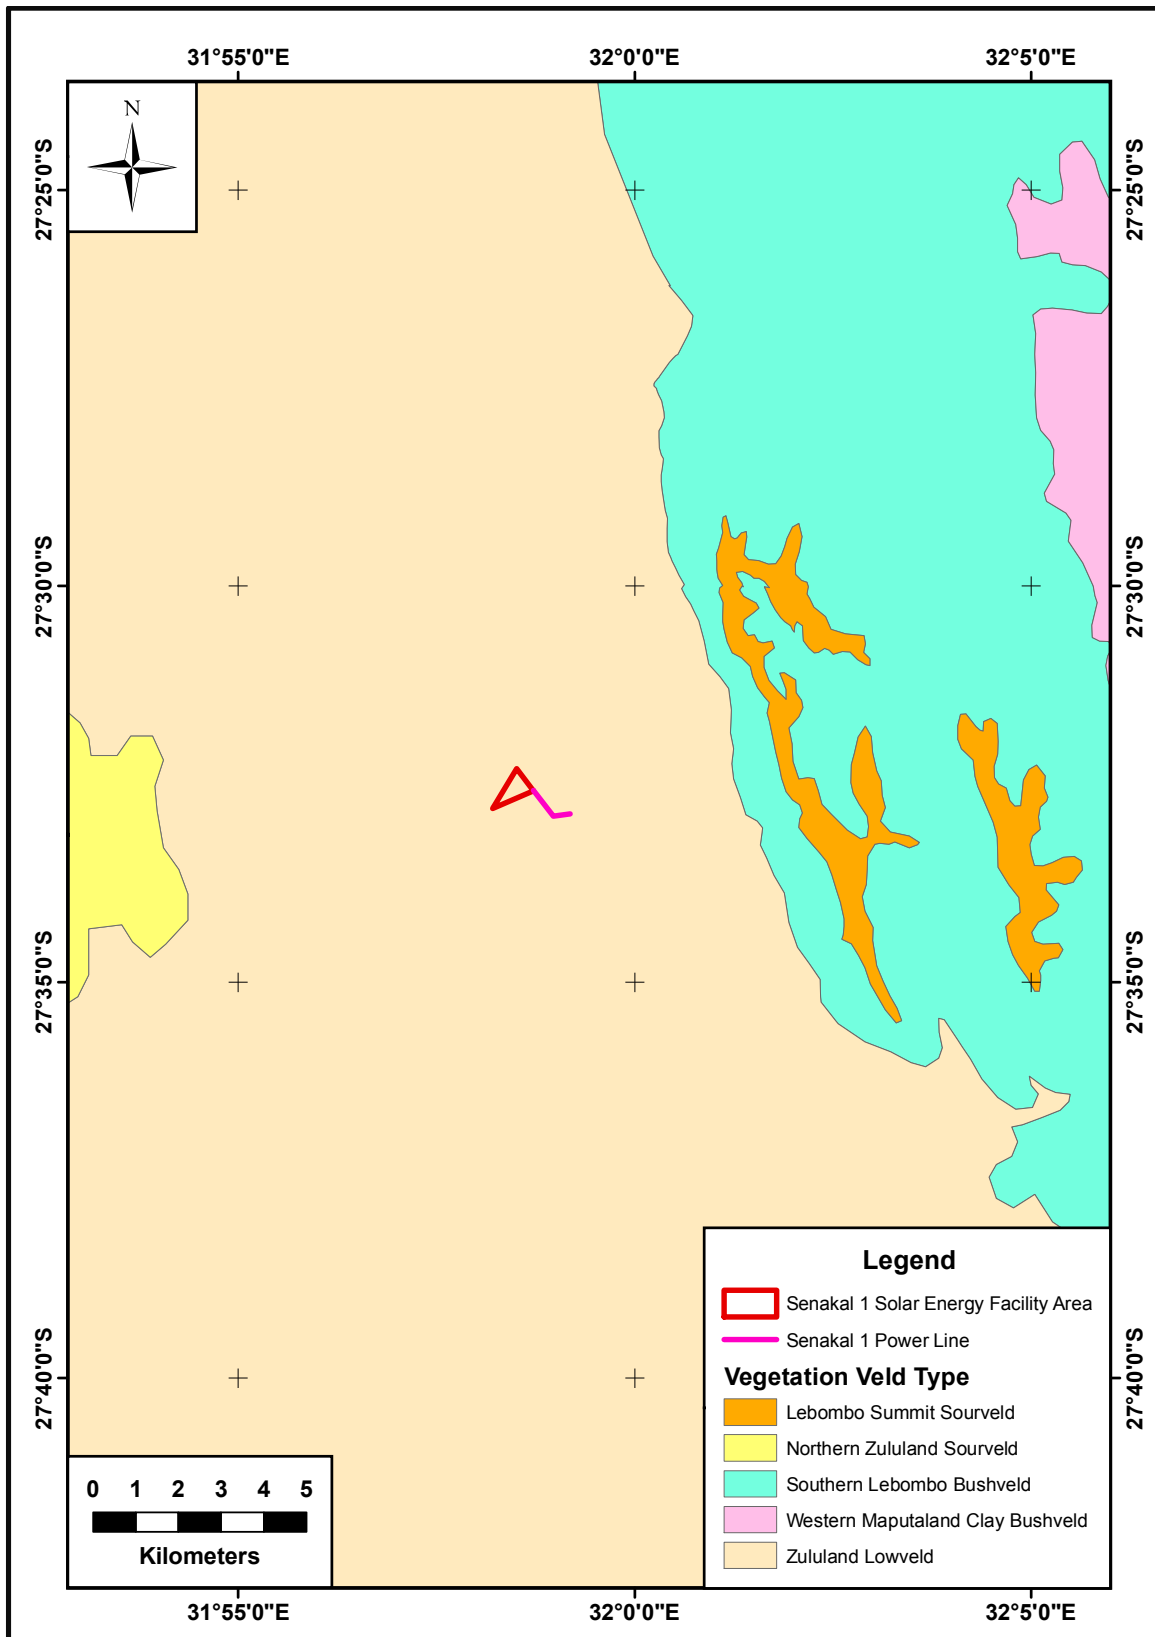 31°55'0"E 32°0'0"E 32°5'0"E
N
27°25'0"S 27°25'0"S
27°30'0"S 27°30'0"S
27°35'0"S 27°35'0"S
27°40'0"S 27°40'0"S
Legend
Senakal 1 Solar Energy Facility Area
Senakal 1 Power Line
Vegetation Veld Type
Lebombo Summit Sourveld
Northern Zululand Sourveld
Southern Lebombo Bushveld
Western Maputaland Clay Bushveld
Zululand Lowveld
0 1 2 3 4 5
Kilometers
31°55'0"E 32°0'0"E 32°5'0"E